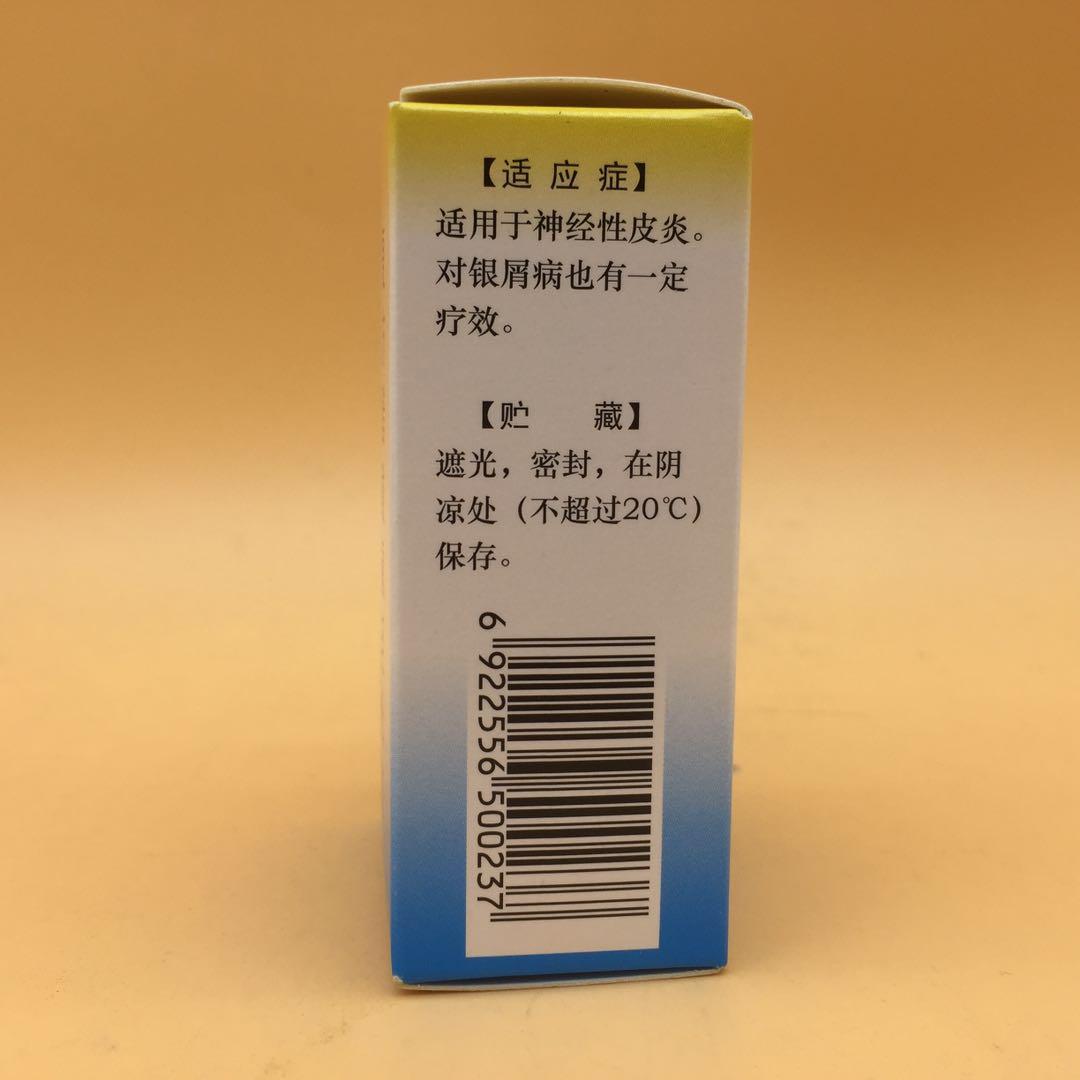 【适 应 症】
适用于神经性皮炎。
对银屑病也有一定
疗效。
【贮 藏】
遮光，密封，在阴
凉处（不超过20℃）
保存。
6 922556 500237